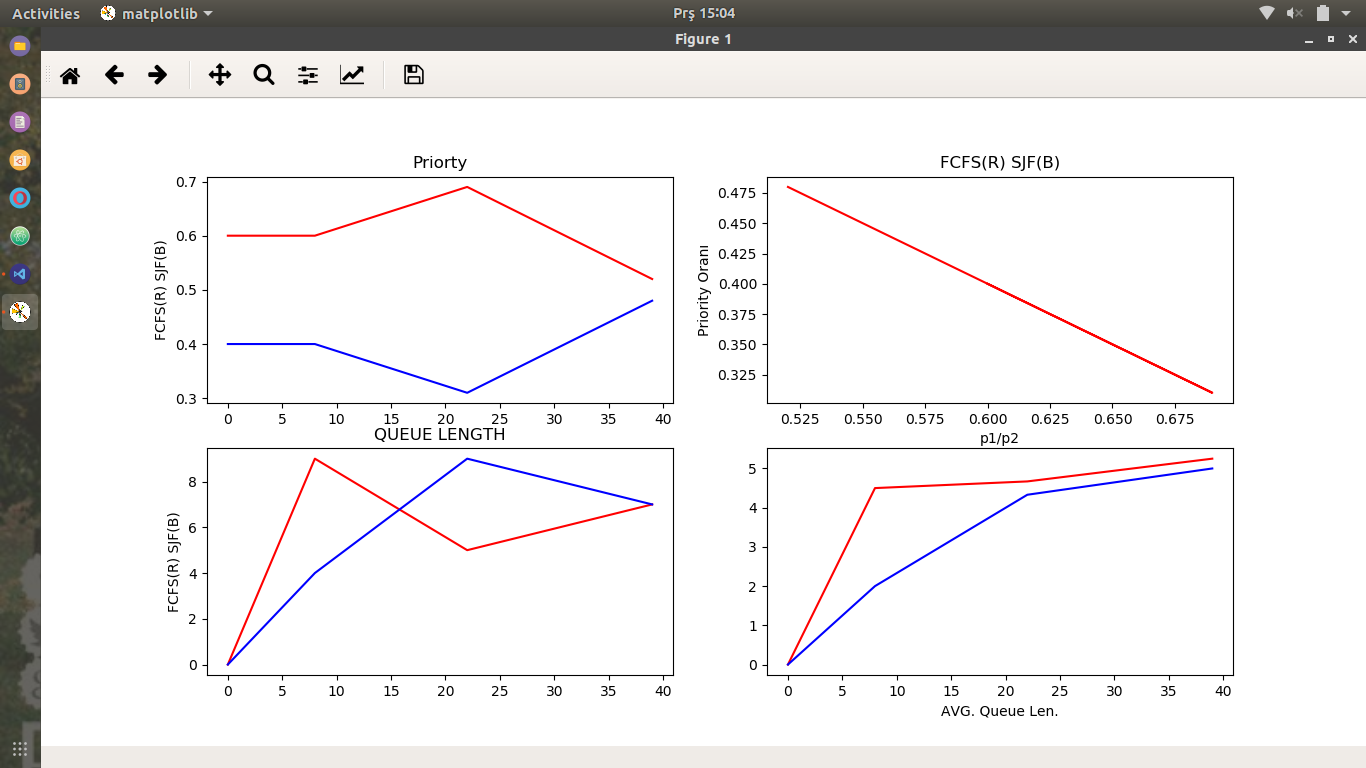 Activities matplotlib Prş 15:04
Figure 1
Priorty
FCFS(R) SJF(B)
0.7
0.6
0.5
0.4
0.3
0 5 10 15 20 25 30 35 40
FCFS(R) SJF(B)
Priority Oranı
0.475
0.450
0.425
0.400
0.375
0.350
0.325
0.525 0.550 0.575 0.600 0.625 0.650 0.675
p1/p2
QUEUE LENGTH
FCFS(R) SJF(B)
8
6
4
2
0
0 5 10 15 20 25 30 35 40
5
4
3
2
1
0
0 5 10 15 20 25 30 35 40
AVG. Queue Len.